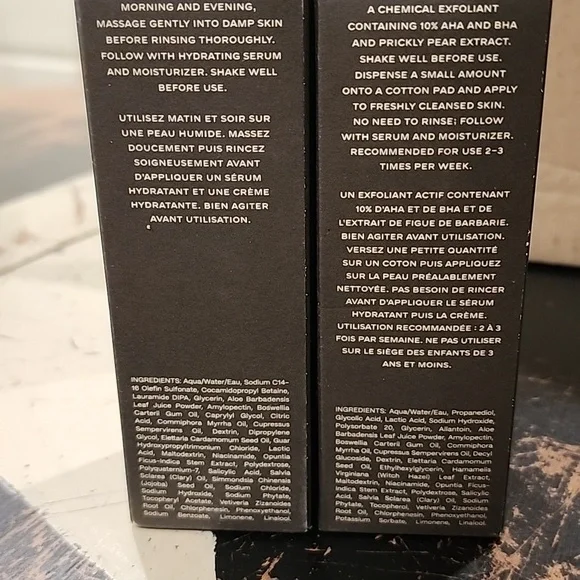 MORNING AND EVENING,
MASSAGE GENTLY INTO DAMP SKIN
BEFORE RINSING THOROUGHLY.
FOLLOW WITH HYDRATING SERUM
AND MOISTURIZER. SHAKE WELL
BEFORE USE.
UTILISEZ MATIN ET SOIR SUR
UNE PEAU HUMIDE. MASSEZ
DOUCEMENT PUIS RINCEZ
SOIGNEUSEMENT AVANT
D'APPLIQUER UN SÉRUM
HYDRATANT ET UNE CRÈME
HYDRATANTE. BIEN AGITER
AVANT UTILISATION.
INGREDIENTS: Aqua/Water/Eau, Sodium C14-
16 Olefin Sulfonate, Cocamidopropyl Betaine,
Lauramide DIPA, Glycerin, Aloe Barbadensis
Leaf Juice Powder, Amylopectin, Boswellia
Carterii Gum Oil, Caprylyl Glycol, Citric
Acid, Commiphora Myrrha Oil, Cupressus
Sempervirens Oil, Dextrin, Dipropylene
Glycol, Elettaria Cardamomum Seed Oil, Guar
Hydroxypropyltrimonium Chloride, Lactic
Acid, Maltodextrin, Niacinamide, Opuntia
Ficus-indica Stem Extract, Polydextrose,
Polyquaternium-7, Salicylic Acid, Salvia
Sclarea (Clary) Oil, Simmondsia Chinensis
(Jojoba) Seed Oil, Sodium Chloride,
Sodium Hydroxide, Sodium Phytate,
Tocopheryl Acetate, Vetiveria Zizanoides
Root Oil, Chlorphenesin, Phenoxyethanol,
Sodium Benzoate, Limonene, Linalool.
A CHEMICAL EXFOLIANT
CONTAINING 10% AHA AND BHA
AND PRICKLY PEAR EXTRACT.
SHAKE WELL BEFORE USE.
DISPENSE A SMALL AMOUNT
ONTO A COTTON PAD AND APPLY
TO FRESHLY CLEANSED SKIN.
NO NEED TO RINSE; FOLLOW
WITH SERUM AND MOISTURIZER.
RECOMMENDED FOR USE 2–3
TIMES PER WEEK.
UN EXFOLIANT ACTIF CONTENANT
10% D'AHA ET DE BHA ET DE
L'EXTRAIT DE FIGUE DE BARBARIE.
BIEN AGITER AVANT UTILISATION.
VERSEZ UNE PETITE QUANTITÉ
SUR UN COTON PUIS APPLIQUEZ
SUR LA PEAU PRÉALABLEMENT
NETTOYÉE. PAS BESOIN DE RINCER
AVANT D'APPLIQUER LE SÉRUM
HYDRATANT PUIS LA CRÈME.
UTILISATION RECOMMANDÉE : 2 À 3
FOIS PAR SEMAINE. NE PAS UTILISER
SUR LE SIÈGE DES ENFANTS DE 3
ANS ET MOINS.
INGREDIENTS: Aqua/Water/Eau, Propanediol,
Glycolic Acid, Lactic Acid, Sodium Hydroxide,
Polysorbate 20, Glycerin, Allantoin, Aloe
Barbadensis Leaf Juice Powder, Amylopectin,
Boswellia Carterii Gum Oil, Commiphora
Myrrha Oil, Cupressus Sempervirens Oil, Decyl
Glucoside, Dextrin, Elettaria Cardamomum
Seed Oil, Ethylhexylglycerin, Hamamelis
Virginiana (Witch Hazel) Leaf Extract,
Maltodextrin, Niacinamide, Opuntia Ficus-
indica Stem Extract, Polydextrose, Salicylic
Acid, Salvia Sclarea (Clary) Oil, Sodium
Phytate, Tocopherol, Vetiveria Zizanoides
Root Oil, Chlorphenesin, Phenoxyethanol,
Potassium Sorbate, Limonene, Linalool.